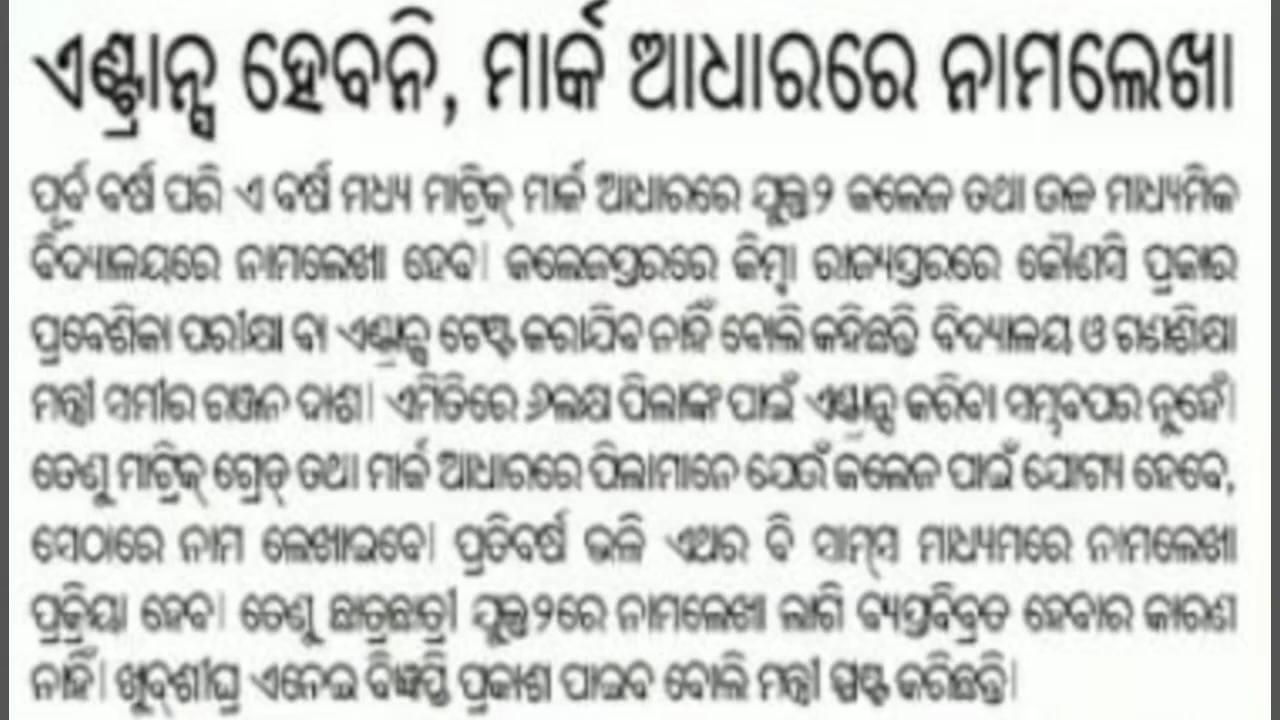 ଏଣ୍ଟ୍ରାନ୍ସ ହେବନି, ମାର୍କ ଆଧାରରେ ନାମଲେଖା
ପୂର୍ବ ବର୍ଷ ପରି ଏ ବର୍ଷ ମଧ୍ୟ ମାଟ୍ରିକ୍ ମାର୍କ ଆଧାରରେ ଯୁକ୍ତ୨ କଲେଜ ତଥା ଉଚ୍ଚ ମାଧ୍ୟମିକ
ବିଦ୍ୟାଳୟରେ ନାମଲେଖା ହେବ। କଲେଜସ୍ତରରେ କିମ୍ବା ରାଜ୍ୟସ୍ତରରେ କୌଣସି ପ୍ରକାର
ପ୍ରବେଶିକା ପରୀକ୍ଷା ବା ଏଣ୍ଟ୍ରାନ୍ସ ଟେଷ୍ଟ କରାଯିବ ନାହିଁ ବୋଲି କହିଛନ୍ତି ବିଦ୍ୟାଳୟ ଓ ଗଣଶିକ୍ଷା
ମନ୍ତ୍ରୀ ସମୀର ରଞ୍ଜନ ଦାଶ। ଏମିତିରେ ୬ଲକ୍ଷ ପିଲାଙ୍କ ପାଇଁ ଏଣ୍ଟ୍ରାନ୍ସ କରିବା ସମ୍ଭବପର ନୁହେଁ।
ତେଣୁ ମାଟ୍ରିକ୍ ଗ୍ରେଡ୍ ତଥା ମାର୍କ ଆଧାରରେ ପିଲାମାନେ ଯେଉଁ କଲେଜ ପାଇଁ ଯୋଗ୍ୟ ହେବେ,
ସେଠାରେ ନାମ ଲେଖାଇବେ। ପ୍ରତିବର୍ଷ ଭଳି ଏଥର ବି ସାମ୍ସ ମାଧ୍ୟମରେ ନାମଲେଖା
ପ୍ରକ୍ରିୟା ହେବ। ତେଣୁ ଛାତ୍ରଛାତ୍ରୀ ଯୁକ୍ତ୨ରେ ନାମଲେଖା ଲାଗି ବ୍ୟସ୍ତବିବ୍ରତ ହେବାର କାରଣ
ନାହିଁ। ଖୁବ୍‌ଶୀଘ୍ର ଏନେଇ ବିଜ୍ଞପ୍ତି ପ୍ରକାଶ ପାଇବ ବୋଲି ମନ୍ତ୍ରୀ ସ୍ପଷ୍ଟ କରିଛନ୍ତି।